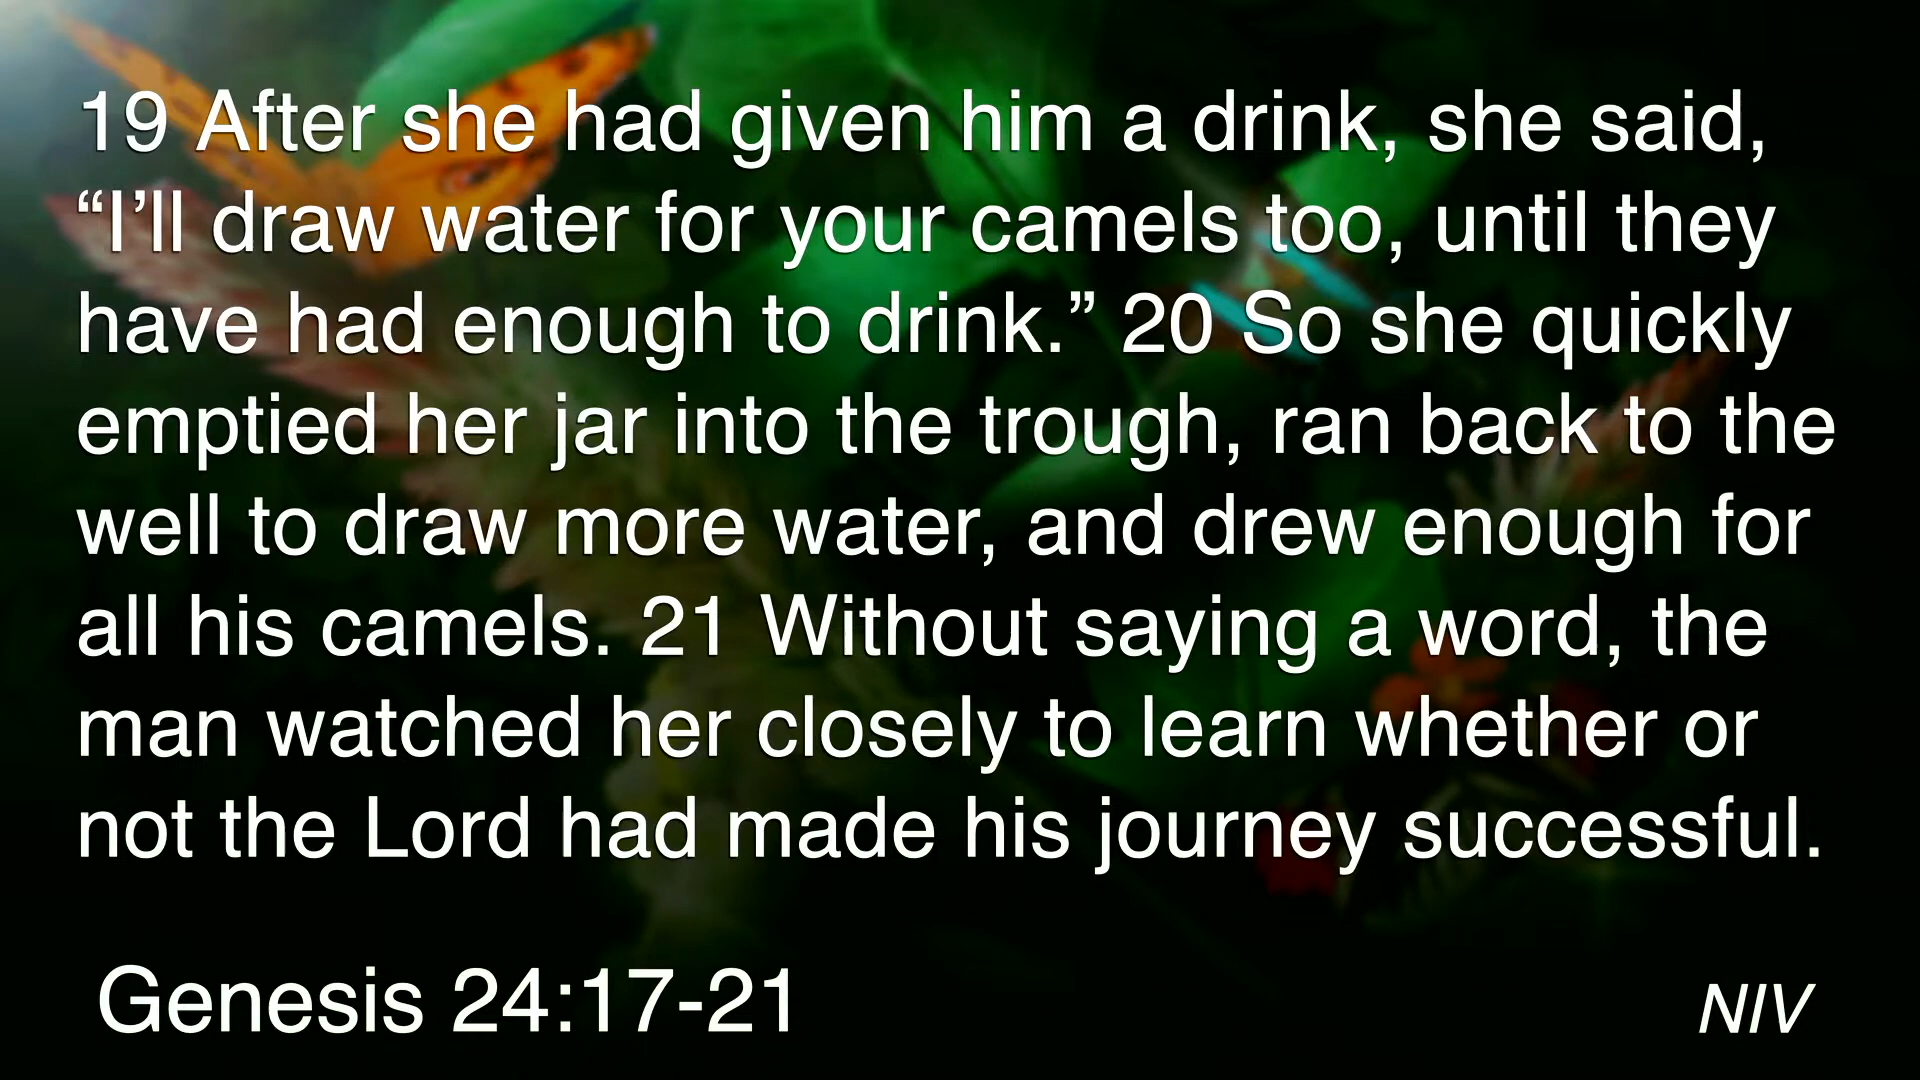 19 After she had given him a drink, she said,
“I’ll draw water for your camels too, until they
have had enough to drink.” 20 So she quickly
emptied her jar into the trough, ran back to the
well to draw more water, and drew enough for
all his camels. 21 Without saying a word, the
man watched her closely to learn whether or
not the Lord had made his journey successful.
Genesis 24:17-21
NIV